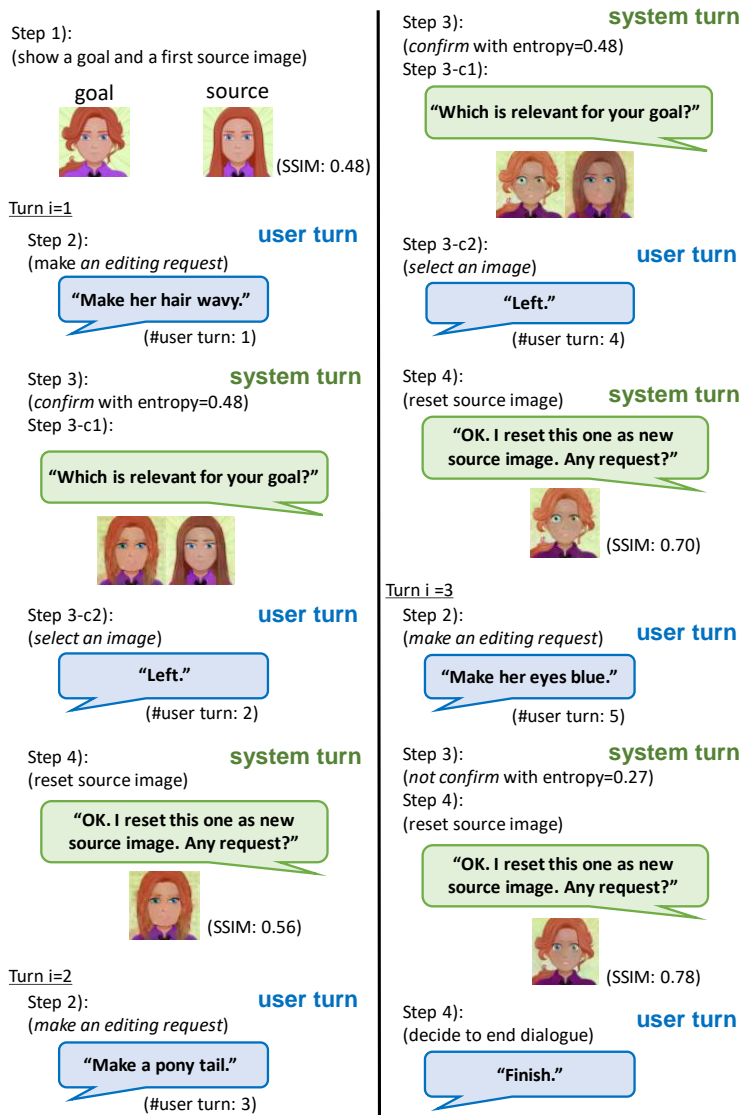 Step 1):
(show a goal and a first source image)
goal
source
(SSIM: 0.48)
Turn i=1
Step 2):
user turn
(make an editing request)
“Make her hair wavy.”
(#user turn: 1)
Step 3):
system turn
(confirm with entropy=0.48)
Step 3-c1):
“Which is relevant for your goal?”
Step 3-c2):
user turn
(select an image)
“Left.”
(#user turn: 2)
Step 4):
system turn
(reset source image)
“OK. I reset this one as new
source image. Any request?”
(SSIM: 0.56)
Turn i=2
Step 2):
user turn
(make an editing request)
“Make a pony tail.”
(#user turn: 3)
Step 3):
system turn
(confirm with entropy=0.48)
Step 3-c1):
“Which is relevant for your goal?”
Step 3-c2):
user turn
(select an image)
“Left.”
(#user turn: 4)
Step 4):
system turn
(reset source image)
“OK. I reset this one as new
source image. Any request?”
(SSIM: 0.70)
Turn i =3
Step 2):
user turn
(make an editing request)
“Make her eyes blue.”
(#user turn: 5)
Step 3):
system turn
(not confirm with entropy=0.27)
Step 4):
(reset source image)
“OK. I reset this one as new
source image. Any request?”
(SSIM: 0.78)
Step 4):
user turn
(decide to end dialogue)
“Finish.”